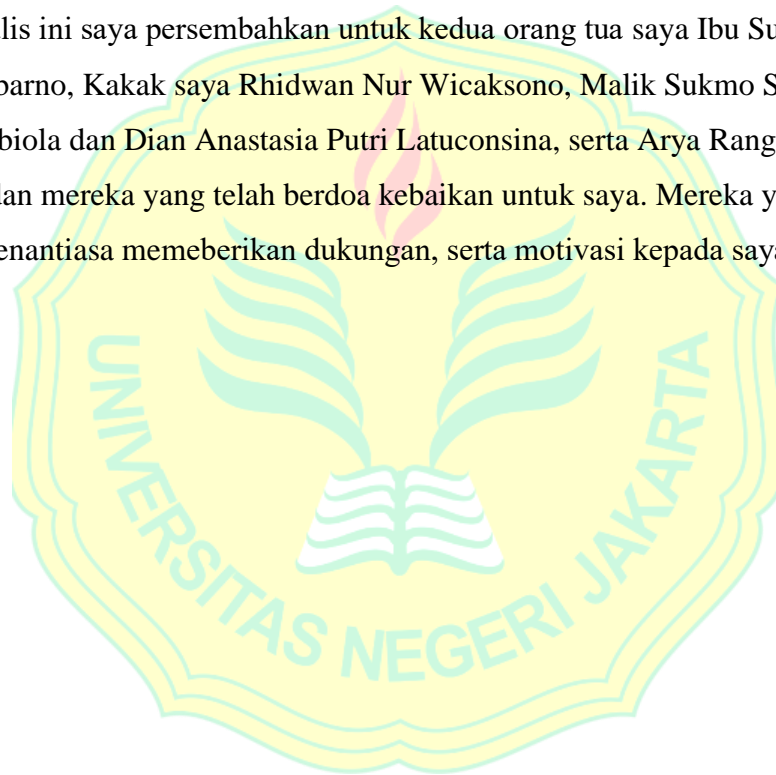 lis ini saya persembahkan untuk kedua orang tua saya Ibu Su
parno, Kakak saya Rhidwan Nur Wicaksono, Malik Sukmo S
biola dan Dian Anastasia Putri Latuconsina, serta Arya Rang
dan mereka yang telah berdoa kebaikan untuk saya. Mereka y
enantiasa memeberikan dukungan, serta motivasi kepada saya
UNIVERSITAS NEGERI JAKARTA